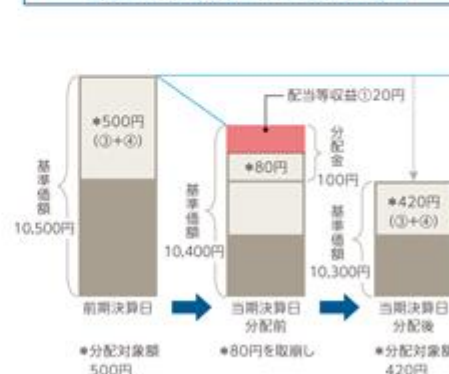 配当等収益①20円
*500円
(③+④)
*80円
分配金
100円
*420円
(③+④)
基準価額
10,500円
基準価額
10,400円
基準価額
10,300円
前期決算日
当期決算日
分配前
当期決算日
分配後
*分配対象額
500円
*80円を取崩し
*分配対象額
420円